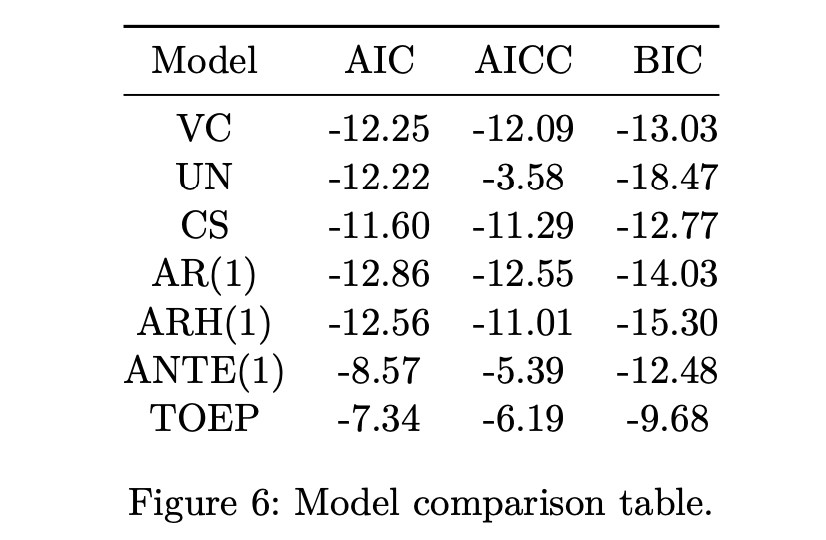 Model AIC AICC BIC
VC -12.25 -12.09 -13.03
UN -12.22 -3.58 -18.47
CS -11.60 -11.29 -12.77
AR(1) -12.86 -12.55 -14.03
ARH(1) -12.56 -11.01 -15.30
ANTE(1) -8.57 -5.39 -12.48
TOEP -7.34 -6.19 -9.68
Figure 6: Model comparison table.